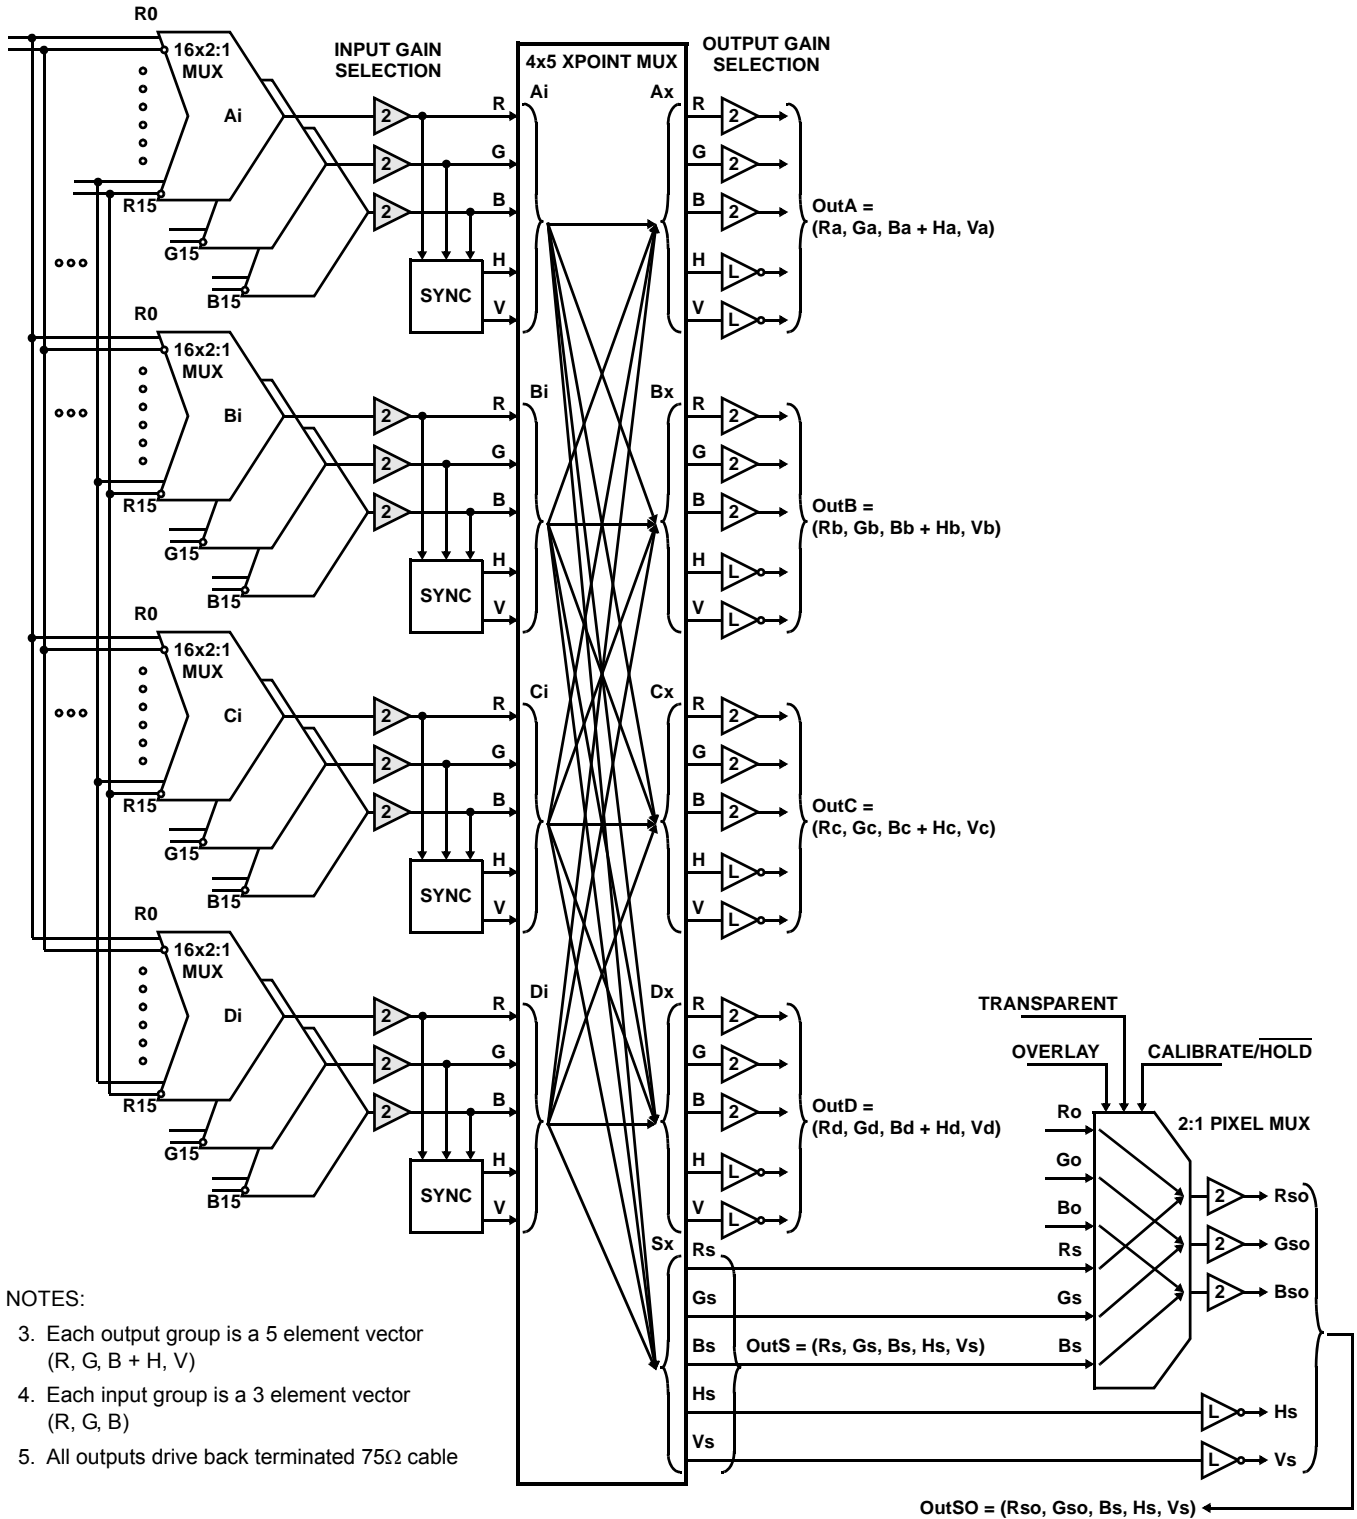 R0
16x2:1
MUX
Ai
R15
G15
B15
INPUT GAIN
SELECTION
2
2
2
SYNC
R
G
B
H
V
4x5 XPOINT MUX
Ai
Ax
OUTPUT GAIN
SELECTION
R
2
G
2
B
2
H
L
V
L
OutA =
(Ra, Ga, Ba + Ha, Va)
R0
16x2:1
MUX
Bi
R15
G15
B15
2
2
2
SYNC
R
G
B
H
V
Bi
Bx
R
2
G
2
B
2
H
L
V
L
OutB =
(Rb, Gb, Bb + Hb, Vb)
R0
16x2:1
MUX
Ci
R15
G15
B15
2
2
2
SYNC
R
G
B
H
V
Ci
Cx
R
2
G
2
B
2
H
L
V
L
OutC =
(Rc, Gc, Bc + Hc, Vc)
R0
16x2:1
MUX
Di
R15
G15
B15
2
2
2
SYNC
R
G
B
H
V
Di
Dx
R
2
G
2
B
2
H
L
V
L
OutD =
(Rd, Gd, Bd + Hd, Vd)
Sx
Rs
Gs
Bs
Hs
Vs
OutS = (Rs, Gs, Bs, Hs, Vs)
TRANSPARENT
OVERLAY
CALIBRATE/HOLD
2:1 PIXEL MUX
Ro
Go
Bo
Rs
Gs
Bs
2
Rso
2
Gso
2
Bso
L
Hs
L
Vs
OutSO = (Rso, Gso, Bs, Hs, Vs)
NOTES:
3. Each output group is a 5 element vector
(R, G, B + H, V)
4. Each input group is a 3 element vector
(R, G, B)
5. All outputs drive back terminated 75Ω cable